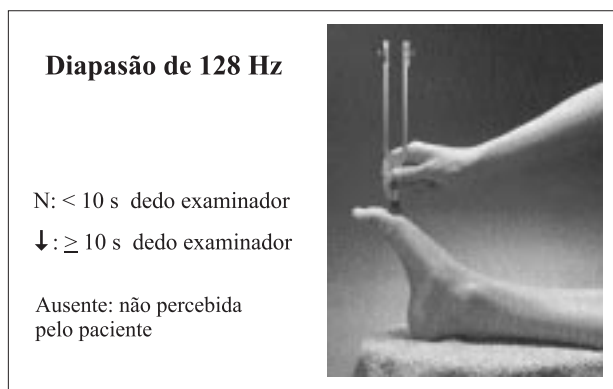 Diapasão de 128 Hz
N: < 10 s dedo examinador
↓: ≥ 10 s dedo examinador
Ausente: não percebida
pelo paciente